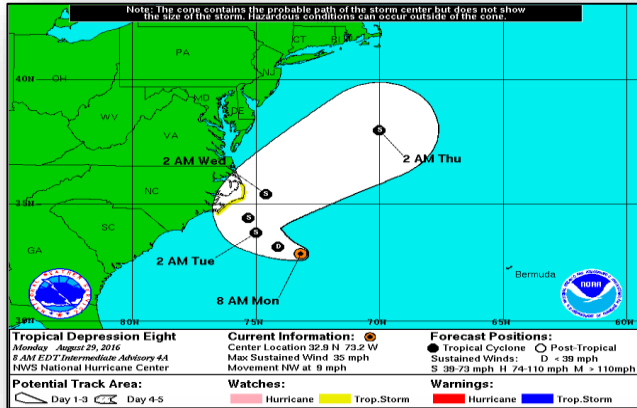 Note: The cone contains the probable path of the storm center but does not show
the size of the storm. Hazardous conditions can occur outside of the cone.
CT
RI
PA
40N
NJ
OH
MD
DE
WV
VA
2 AM Wed
S
2 AM Thu
S
NC
35N
S
SC
S
GA
D
2 AM Tue
8 AM Mon
Bermuda
NOAA
30N
80W
75W
70W
65W
Tropical Depression Eight
Monday August 29, 2016
8 AM EDT Intermediate Advisory 4A
NWS National Hurricane Center
Current Information:
Center Location 32.9 N 73.2 W
Max Sustained Wind 35 mph
Movement NW at 9 mph
Forecast Positions:
Tropical Cyclone Post-Tropical
Sustained Winds: D < 39 mph
S 39-73 mph H 74-110 mph M > 110mph
Potential Track Area:
Day 1-3 Day 4-5
Watches:
Hurricane Trop.Storm
Warnings:
Hurricane Trop.Storm